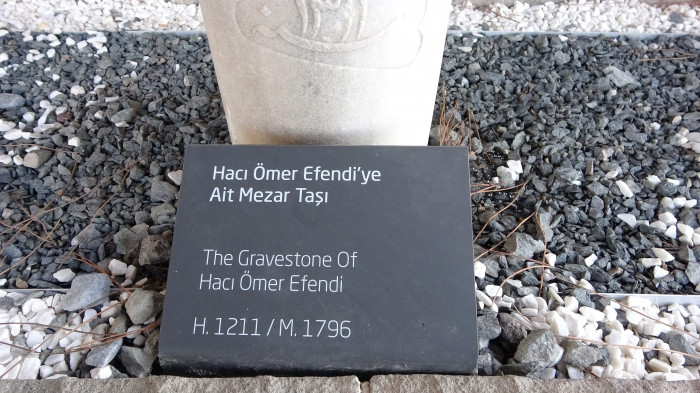 Hacı Ömer Efendi'ye
Ait Mezar Taşı
The Gravestone Of
Hacı Ömer Efendi
H. 1211 / M. 1796